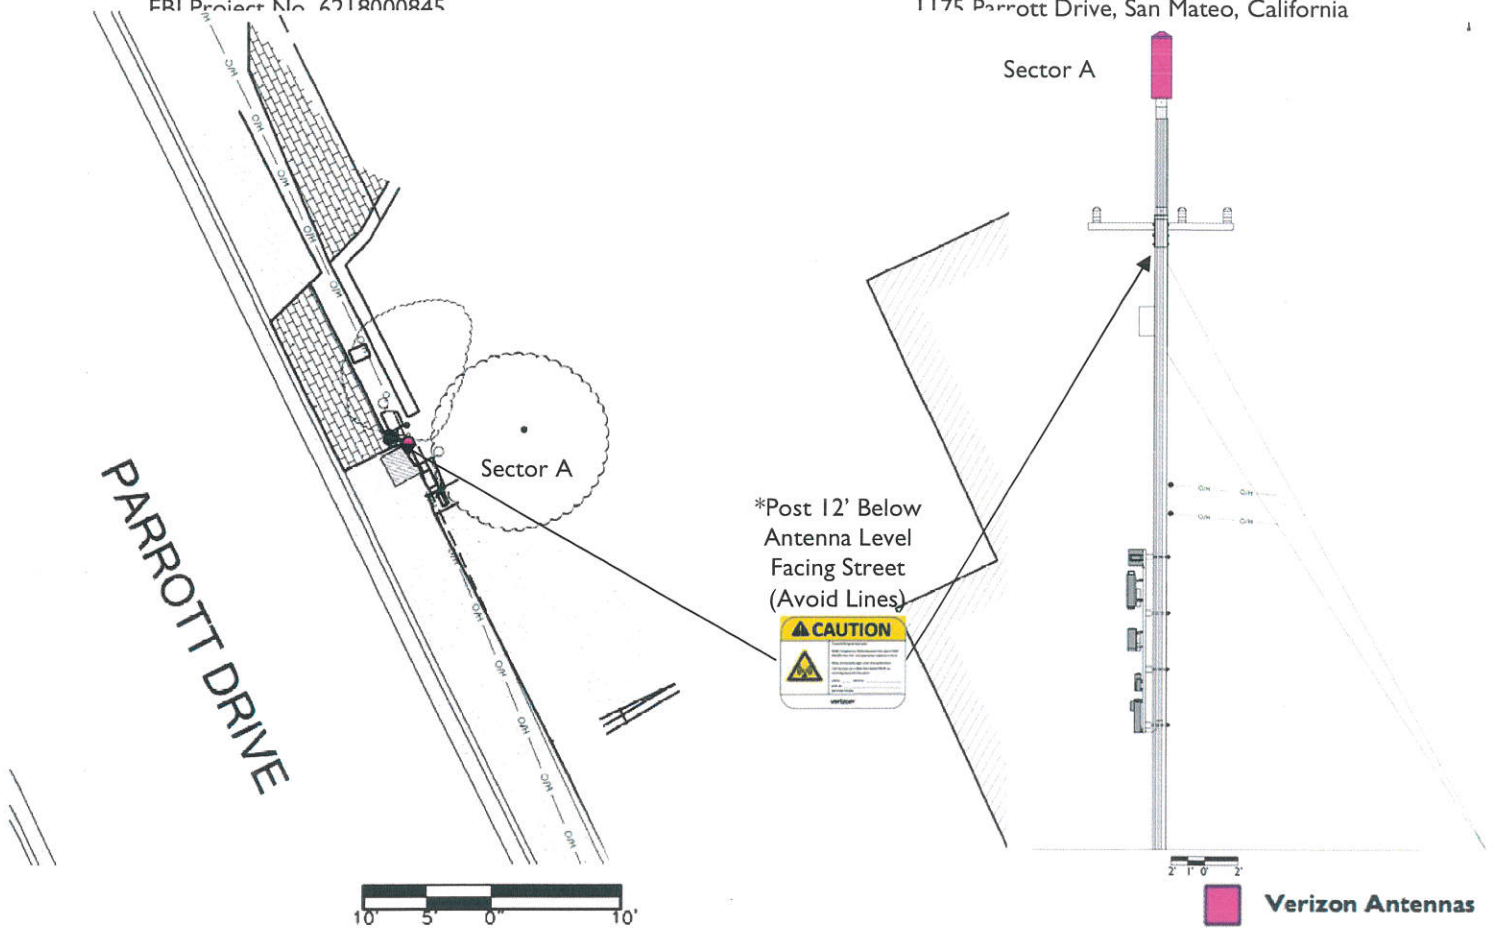 EBI Project No. 6218000845
1175 Parrott Drive, San Mateo, California
Sector A
O/H
O/H
O/H
O/H
O/H
Sector A
PARROTT DRIVE
*Post 12' Below
Antenna Level
Facing Street
(Avoid Lines)
CAUTION
verizon
O/H O/H
O/H O/H
O/H
O/H
O/H
O/H
O/H
O/H
10' 5' 0" 10'
2' 1' 0' 2'
Verizon Antennas